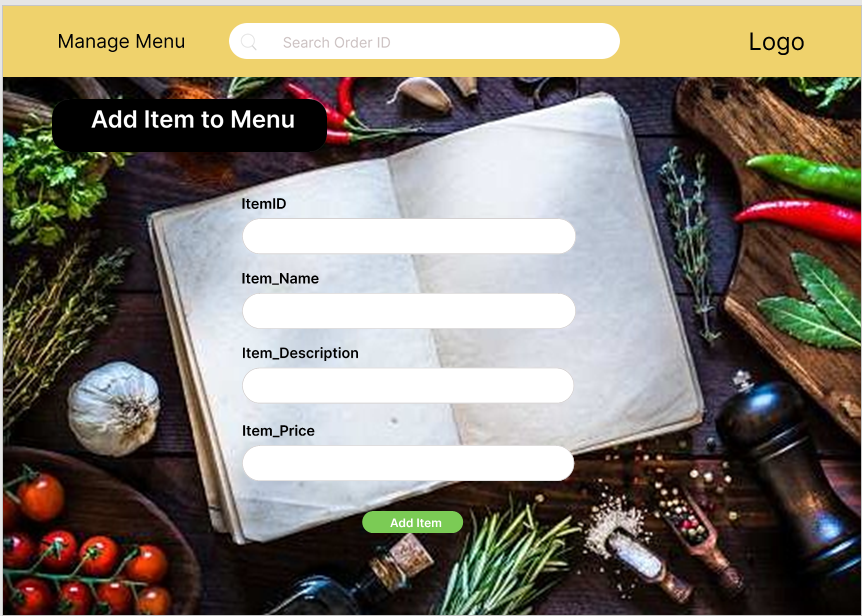 Manage Menu
Search Order ID
Logo
Add Item to Menu
ItemID
Item_Name
Item_Description
Item_Price
Add Item